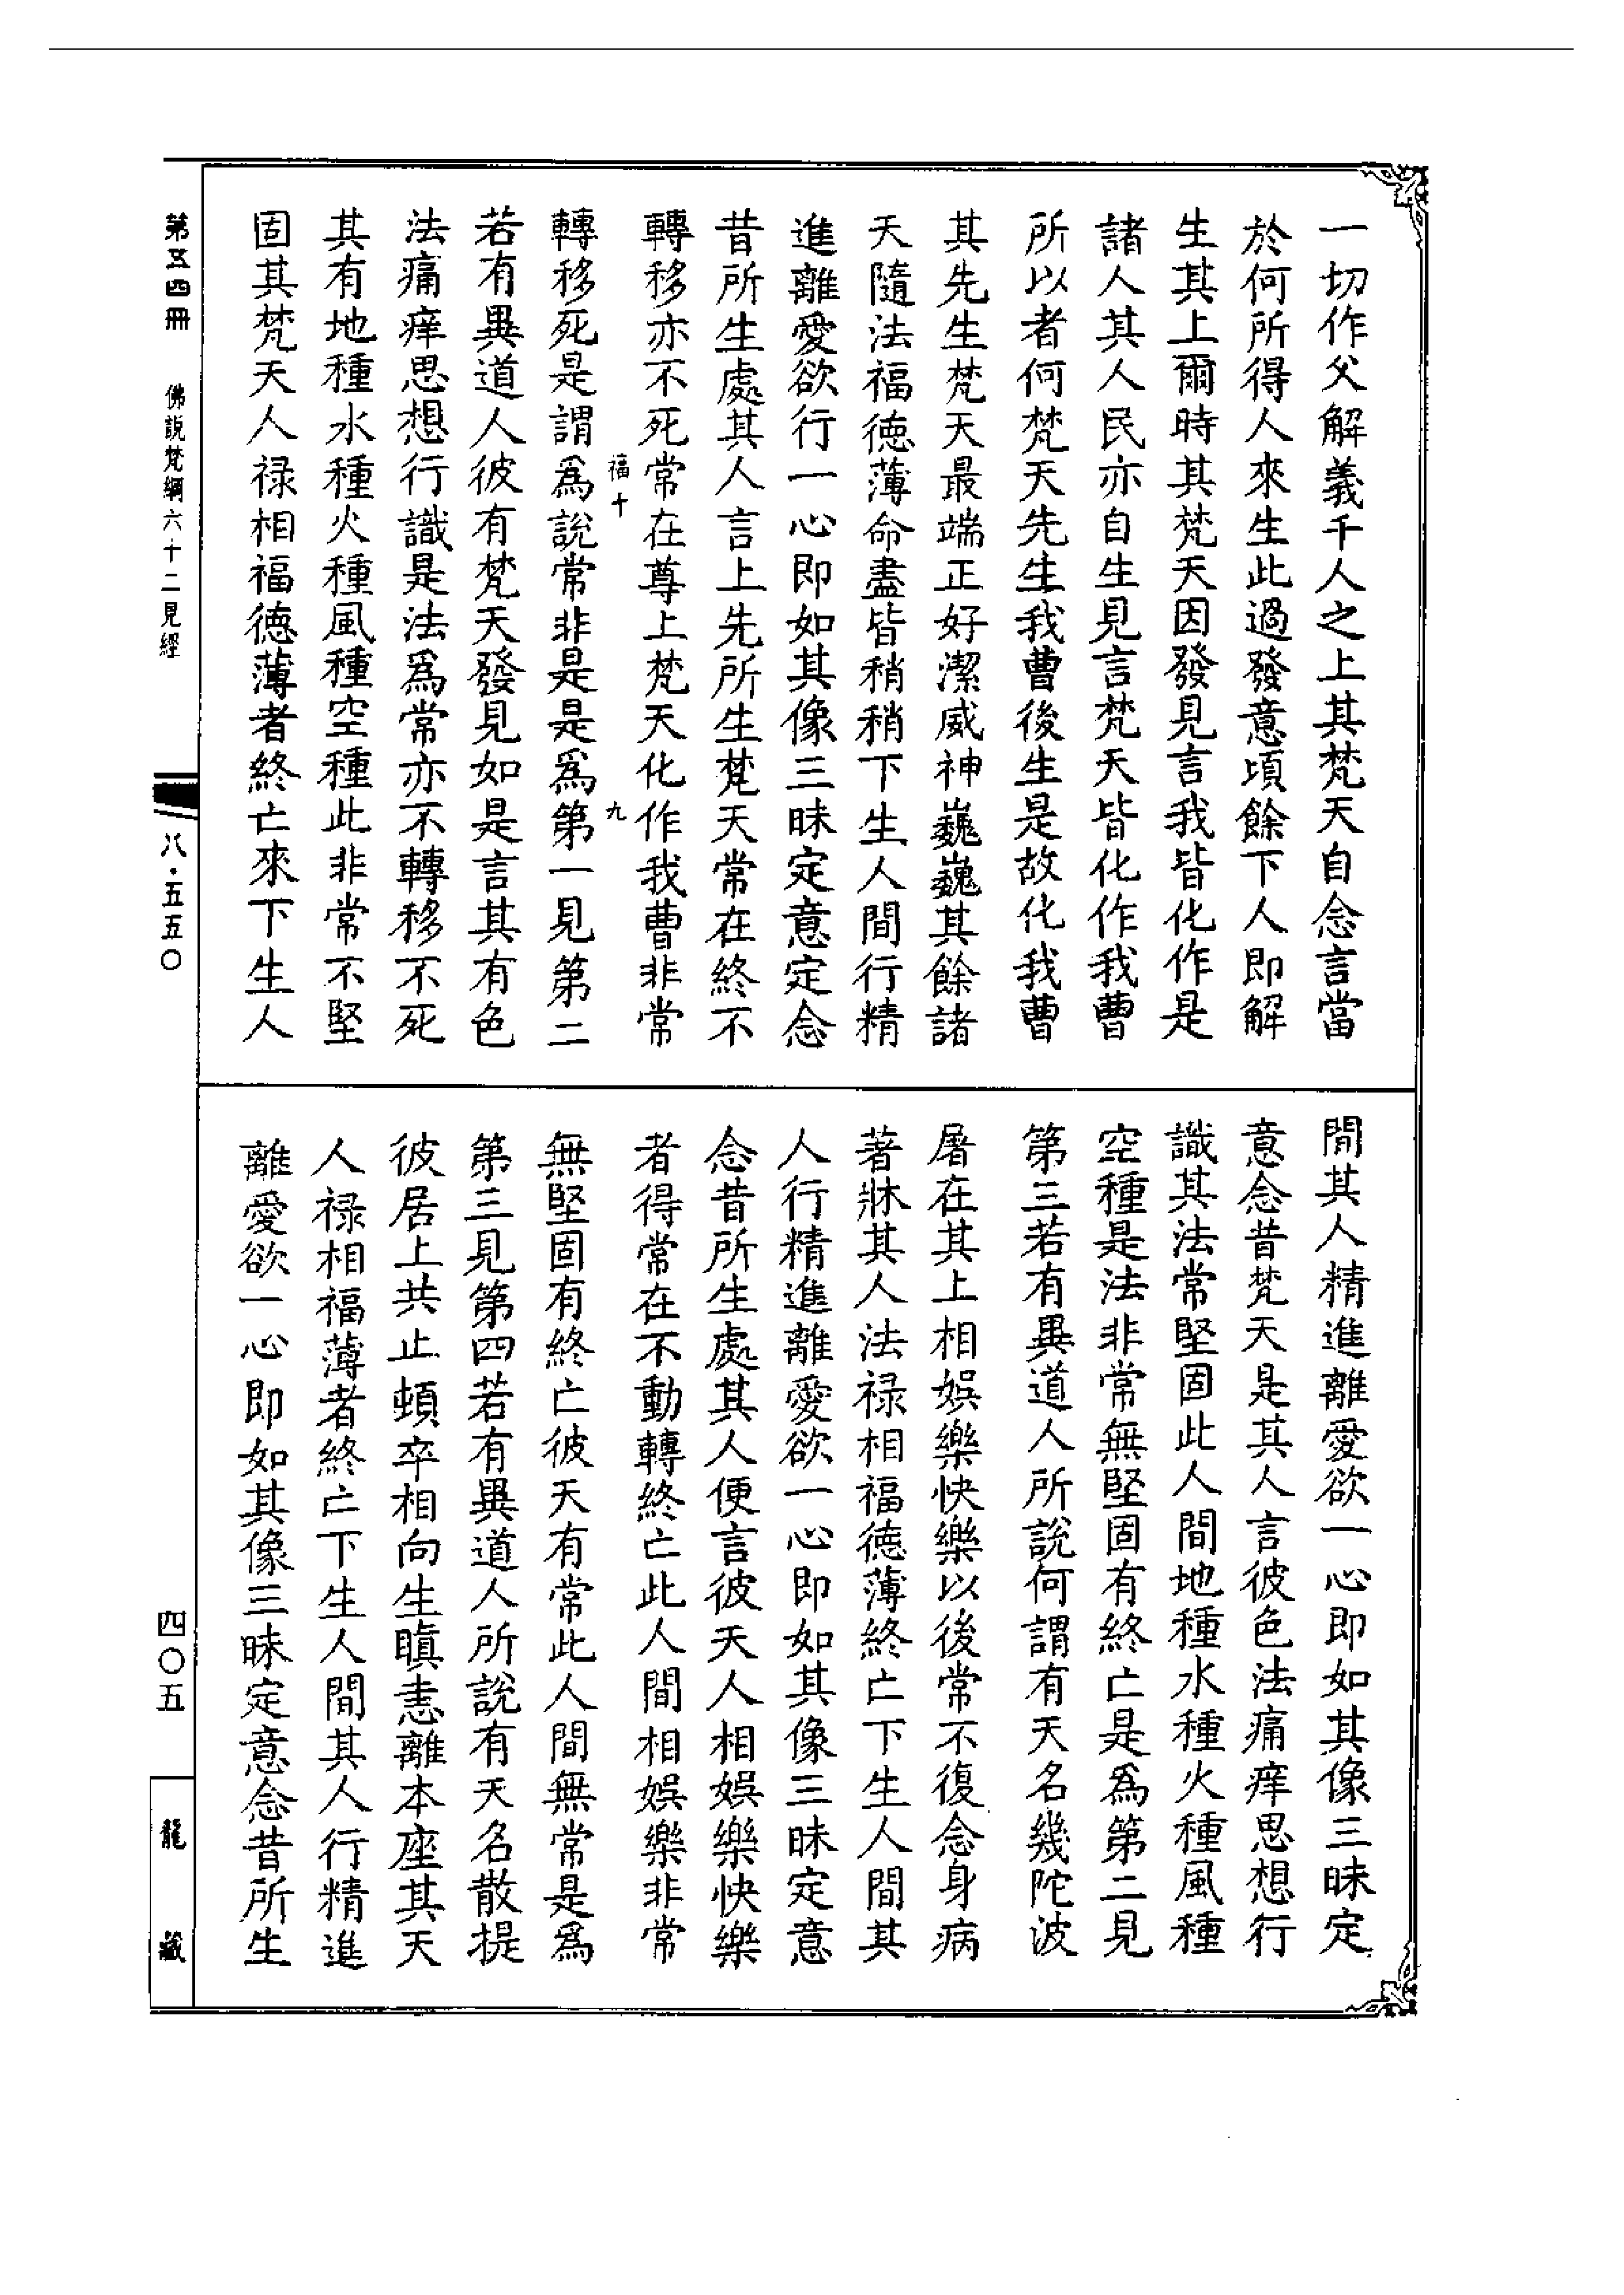 一切作父解義千人之上其梵天自念言當
於何所得人來生此過發意頃餘下人即解
生其上爾時其梵天因發見言我皆化作是
諸人其人民亦自生見言梵天皆化作我曹
所以者何梵天先生我曹後生是故化我曹
其先生梵天最端正好潔威神巍巍其餘諸
天隨法福德薄命盡皆稍稍下生人間行精
進離愛欲行一心即如其像三昧定意定念
昔所生處其人言上先所生梵天常在終不
轉移亦不死常在尊上梵天化作我曹非常
福十 九
轉移死是謂爲說常非是是爲第一見第二
若有異道人彼有梵天發見如是言其有色
法痛痒思想行識是法爲常亦不轉移不死
其有地種水種火種風種空種此非常不堅
固其梵天人祿相福德薄者終亡來下生人
間其人精進離愛欲一心即如其像三昧定
意念昔梵天是其人言彼色法痛痒思想行
識其法常堅固此人間地種水種火種風種
空種是法非常無堅固有終亡是爲第二見
第三若有異道人所說何謂有天名幾陀波
屠在其上相娛樂快樂以後常不復念身病
著牀其人法祿相福德薄終亡下生人間其
人行精進離愛欲一心即如其像三昧定意
念昔所生處其人便言彼天人相娛樂快樂
者得常在不動轉終亡此人間相娛樂非常
無堅固有終亡彼天有常此人間無常是爲
第三見第四若有異道人所說有天名散提
彼居上共止頓卒相向生瞋恚離本座其天
人祿相福薄者終亡下生人間其人行精進
離愛欲一心即如其像三昧定意念昔所生
第五四冊 佛說梵網六十二見經
八·五五〇
四〇五
龍藏